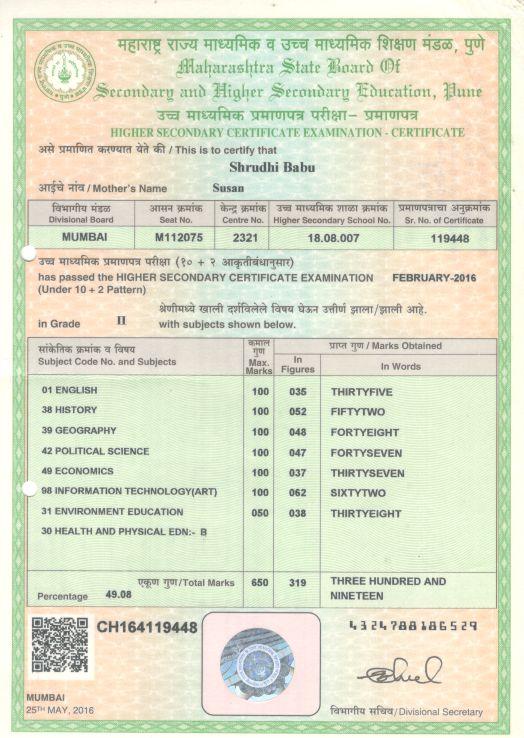 महाराष्ट्र राज्य माध्यमिक व उच्च माध्यमिक शिक्षण मंडळ, पुणे
Maharashtra State Board Of
Secondary and Higher Secondary Education, Pune
उच्च माध्यमिक प्रमाणपत्र परीक्षा– प्रमाणपत्र
HIGHER SECONDARY CERTIFICATE EXAMINATION - CERTIFICATE
असे प्रमाणित करण्यात येते की / This is to certify that
Shrudhi Babu
आईचे नांव / Mother's Name Susan
विभागीय मंडळ आसन क्रमांक केन्द्र क्रमांक उच्च माध्यमिक शाळा क्रमांक प्रमाणपत्राचा अनुक्रमांक
Divisional Board Seat No. Centre No. Higher Secondary School No. Sr. No. of Certificate
MUMBAI M112075 2321 18.08.007 119448
उच्च माध्यमिक प्रमाणपत्र परीक्षा (१० + २ आकृतीबंधानुसार)
has passed the HIGHER SECONDARY CERTIFICATE EXAMINATION FEBRUARY-2016
(Under 10 + 2 Pattern)
श्रेणीमध्ये खाली दर्शविलेले विषय घेऊन उत्तीर्ण झाला/झाली आहे.
in Grade II with subjects shown below.
सांकेतिक क्रमांक व विषय कमाल गुण प्राप्त गुण / Marks Obtained
Subject Code No. and Subjects Max. Marks In Figures In Words
01 ENGLISH 100 035 THIRTYFIVE
38 HISTORY 100 052 FIFTYTWO
39 GEOGRAPHY 100 048 FORTYEIGHT
42 POLITICAL SCIENCE 100 047 FORTYSEVEN
49 ECONOMICS 100 037 THIRTYSEVEN
98 INFORMATION TECHNOLOGY(ART) 100 062 SIXTYTWO
31 ENVIRONMENT EDUCATION 050 038 THIRTYEIGHT
30 HEALTH AND PHYSICAL EDN:- B
एकूण गुण/Total Marks 650 319 THREE HUNDRED AND
Percentage 49.08 NINETEEN
CH164119448 4324788186529
MUMBAI
25TH MAY, 2016 विभागीय सचिव/Divisional Secretary